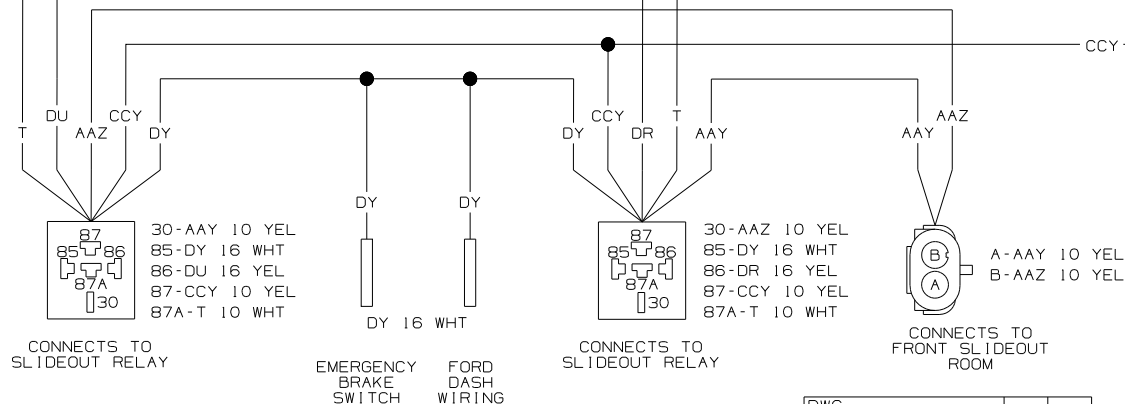 CCY
DU
CCY
CCY
T
AAZ
T
AAZ
DY
DY
DR
AAY
AAY
DY
DY
87
85
86
87A
30
30-AAY 10 YEL
85-DY 16 WHT
86-DU 16 YEL
87-CCY 10 YEL
87A-T 10 WHT
CONNECTS TO
SLIDEOUT RELAY
DY 16 WHT
EMERGENCY
BRAKE
SWITCH
FORD
DASH
WIRING
87
85
86
87A
30
30-AAZ 10 YEL
85-DY 16 WHT
86-DR 16 YEL
87-CCY 10 YEL
87A-T 10 WHT
CONNECTS TO
SLIDEOUT RELAY
B
A
A-AAY 10 YEL
B-AAZ 10 YEL
CONNECTS TO
FRONT SLIDEOUT
ROOM